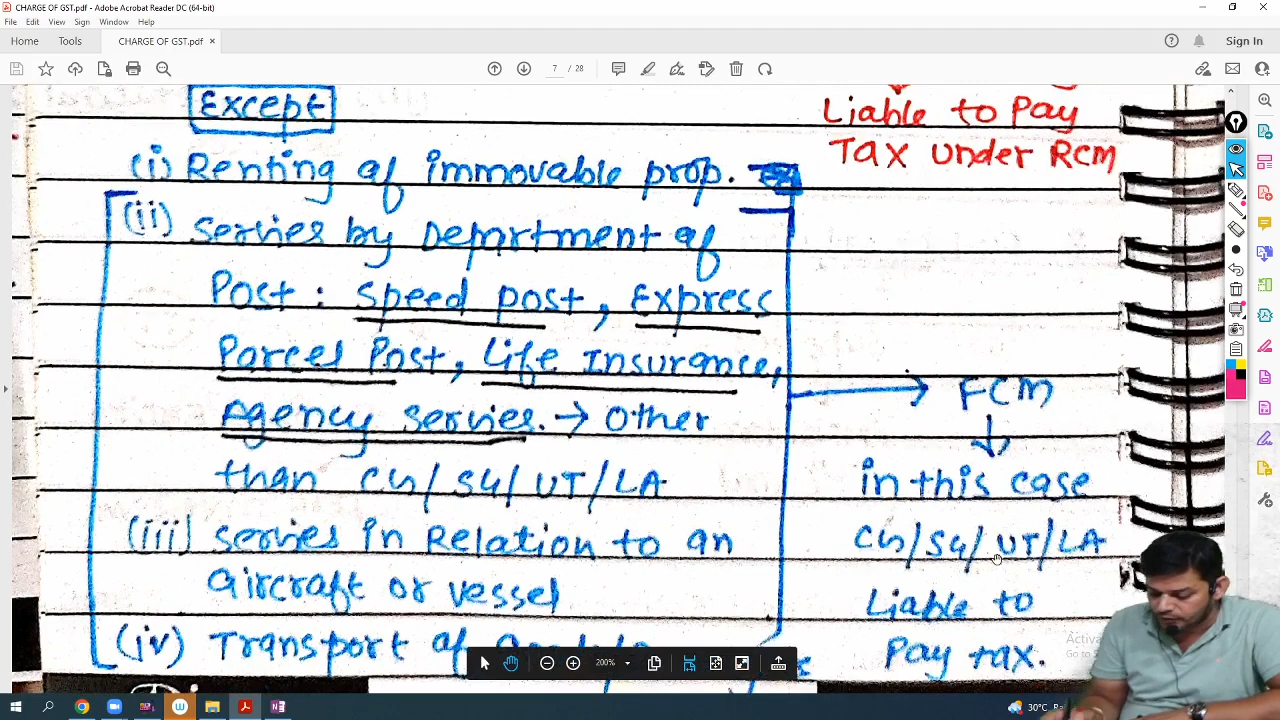 CHARGE OF GST.pdf - Adobe Acrobat Reader DC (64-bit)
File Edit View Sign Window Help
Home Tools CHARGE OF GST.pdf × Sign In
7 / 28
Except
Liable to Pay
Tax under Rcm
(i) Renting of immovable prop.
(ii) Servies by Department of
Post : Speed post, Express
Parcel Post, Life Insurance,
Agency servies. → Other
than CG/SG/UT/LA
→ FCM
in this case
CG/SG/UT/LA
Liable to
Pay tax.
(iii) servies in Relation to an
aircraft or vessel
(iv) Transport of
200%
30°C